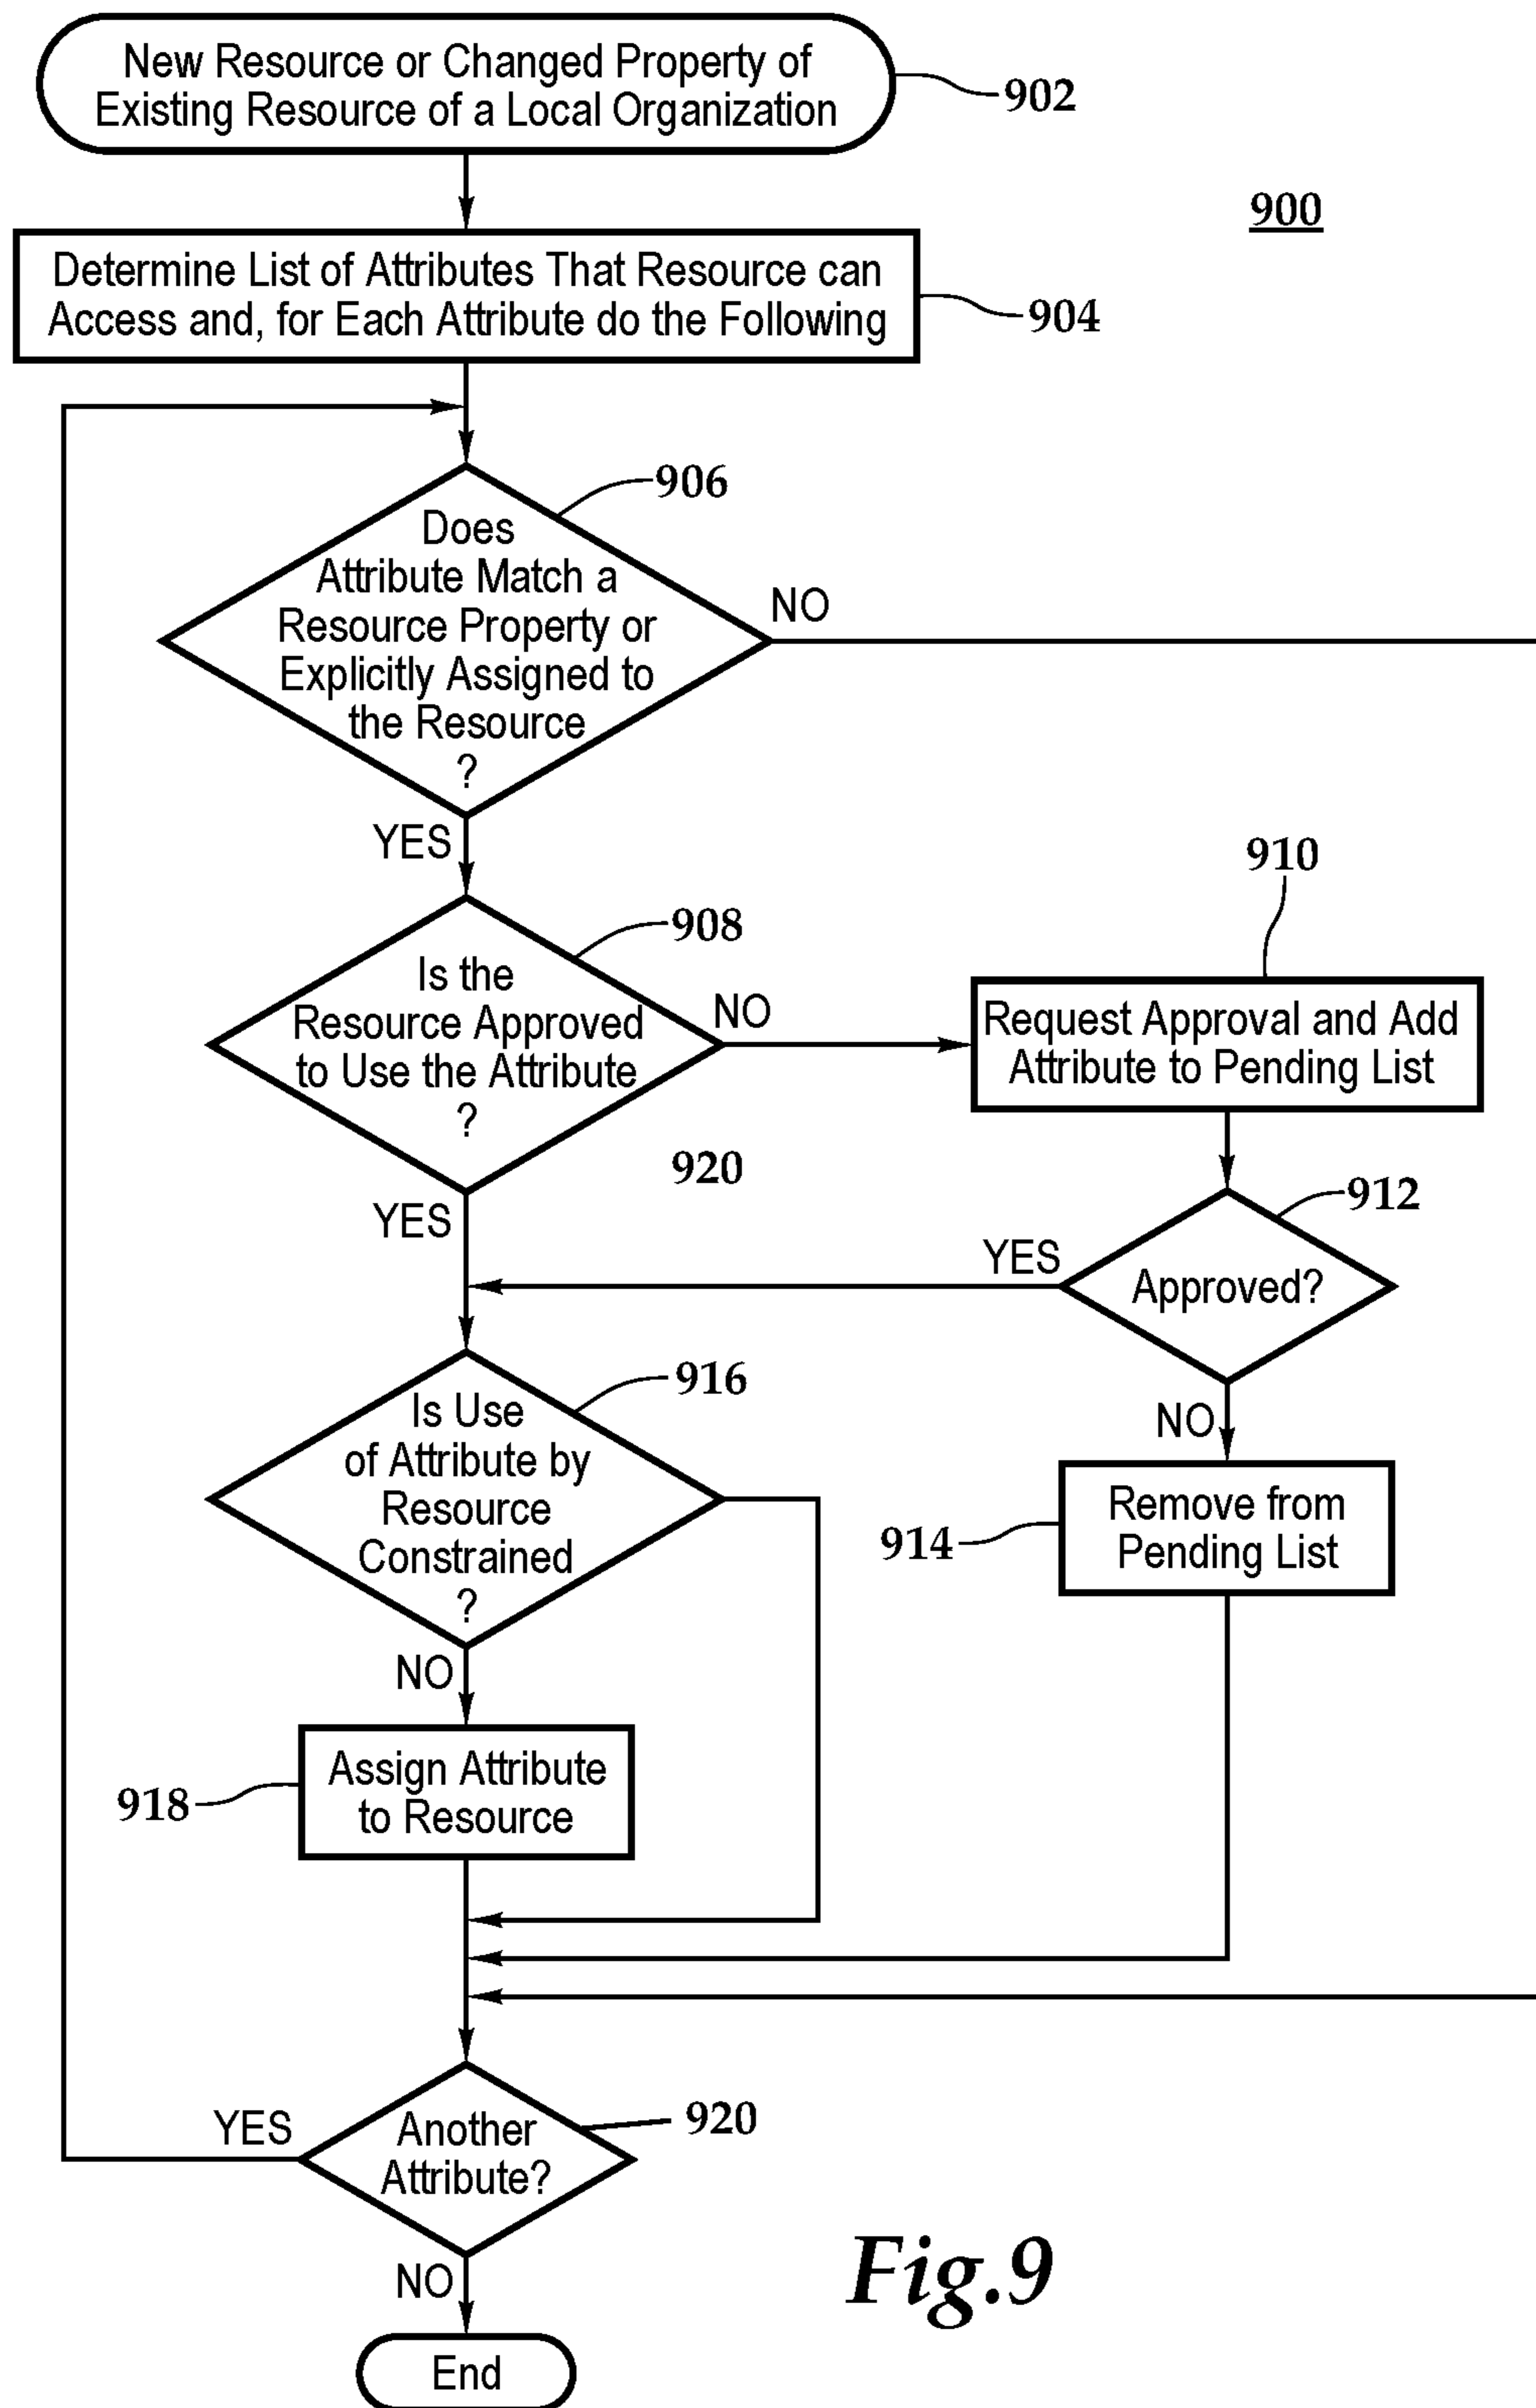 New Resource or Changed Property of
Existing Resource of a Local Organization
902
900
Determine List of Attributes That Resource can
Access and, for Each Attribute do the Following
904
906
Does
Attribute Match a
Resource Property or
Explicitly Assigned to
the Resource
?
NO
YES
908
Is the
Resource Approved
to Use the Attribute
?
NO
910
Request Approval and Add
Attribute to Pending List
920
YES
912
Approved?
YES
NO
916
Is Use
of Attribute by
Resource
Constrained
?
914
Remove from
Pending List
NO
918
Assign Attribute
to Resource
920
Another
Attribute?
YES
NO
End
Fig.9